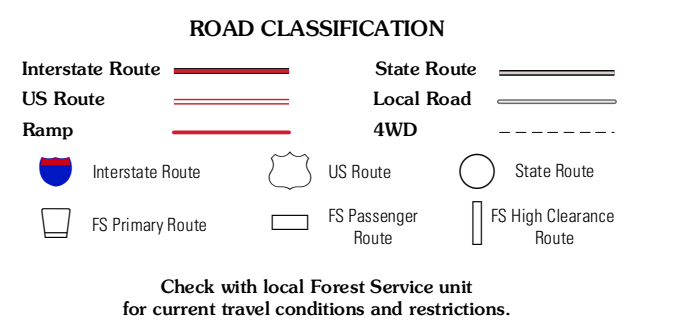 ROAD CLASSIFICATION
Interstate Route
State Route
US Route
Local Road
Ramp
4WD
Interstate Route
US Route
State Route
FS Primary Route
FS Passenger
Route
FS High Clearance
Route
Check with local Forest Service unit
for current travel conditions and restrictions.